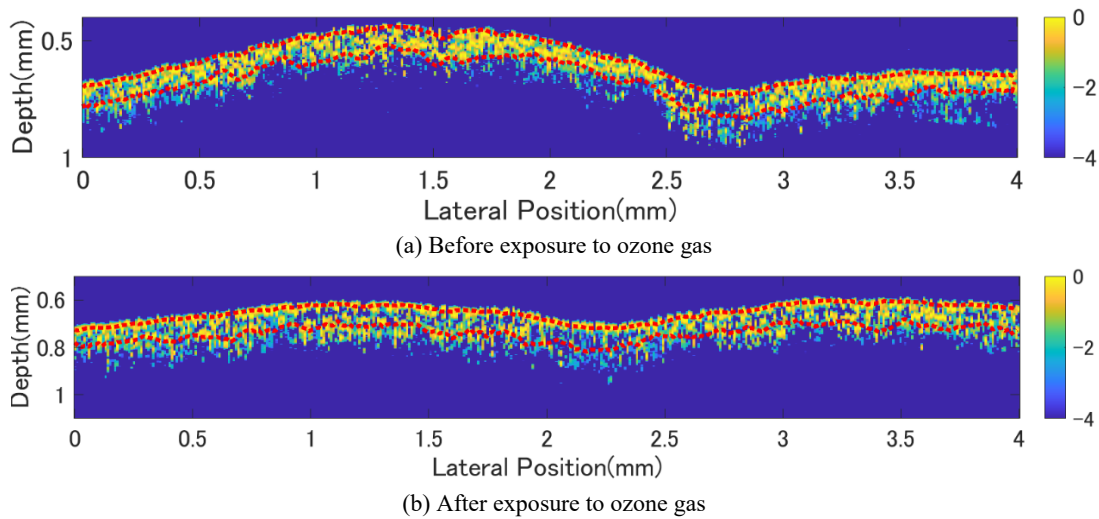 0.5
1
Depth(mm)
0 0.5 1 1.5 2 2.5 3 3.5 4
Lateral Position(mm)
0
−2
−4
(a) Before exposure to ozone gas
0.6
0.8
1
Depth(mm)
0 0.5 1 1.5 2 2.5 3 3.5 4
Lateral Position(mm)
0
−2
−4
(b) After exposure to ozone gas